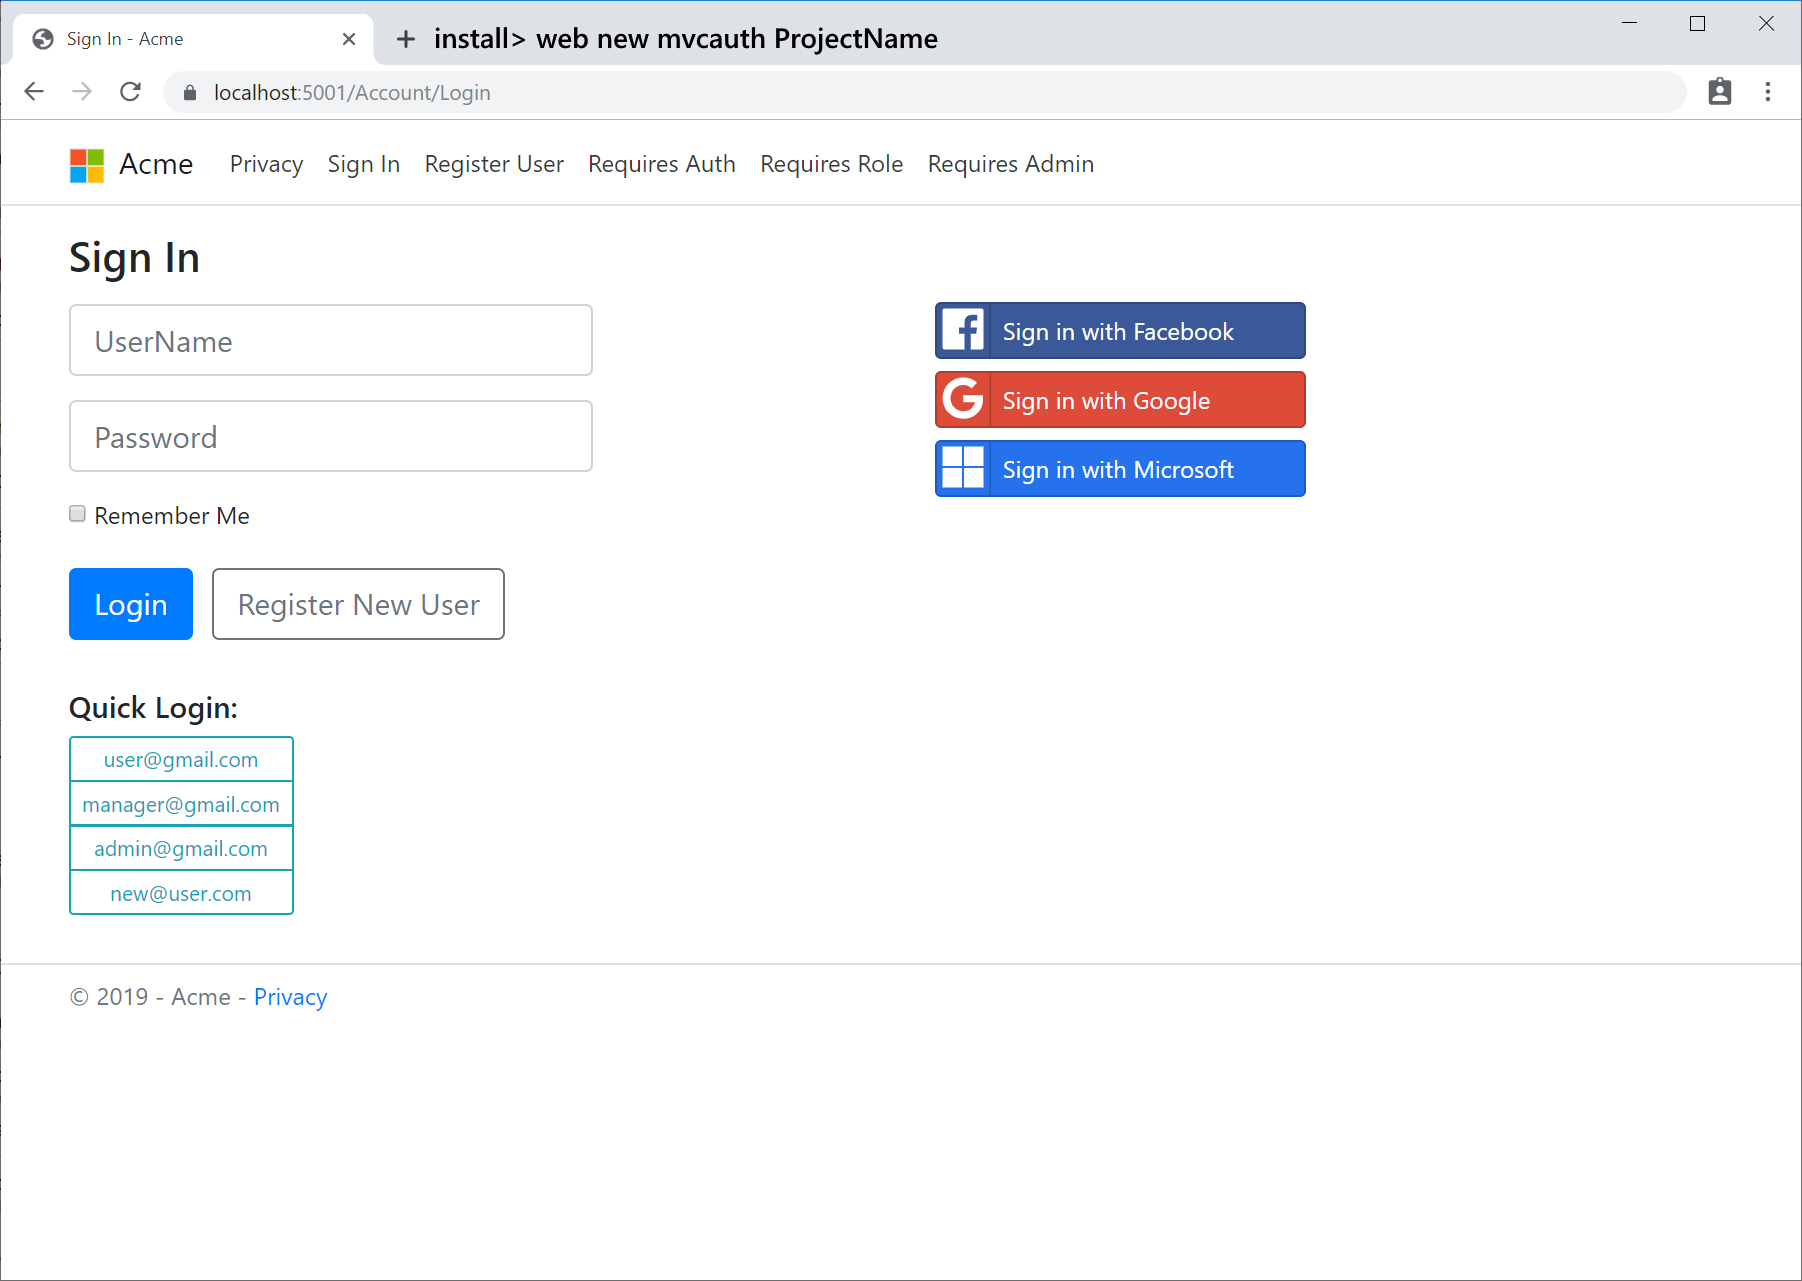 Sign In - Acme
install> web new mvcauth ProjectName
localhost:5001/Account/Login
Acme Privacy Sign In Register User Requires Auth Requires Role Requires Admin
Sign In
UserName
Password
Remember Me
Login Register New User
Sign in with Facebook
Sign in with Google
Sign in with Microsoft
Quick Login:
user@gmail.com
manager@gmail.com
admin@gmail.com
new@user.com
© 2019 - Acme - Privacy